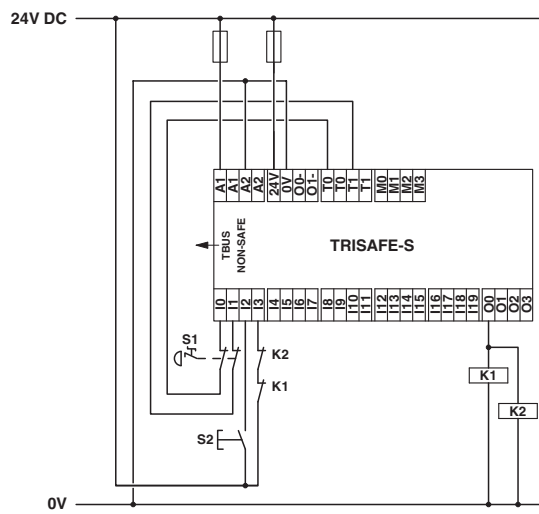 24V DC
A1 A1 A2 A2 24V 0V O0- O1- T0 T0 T1 T1 M0 M1 M2 M3
TBUS
NON-SAFE
TRISAFE-S
I0 I1 I2 I3 I4 I5 I6 I7 I8 I9 I10 I11 I12 I13 I14 I15 I16 I17 I18 I19 O0 O1 O2 O3
S1
K2
K1
K1
K2
S2
0V